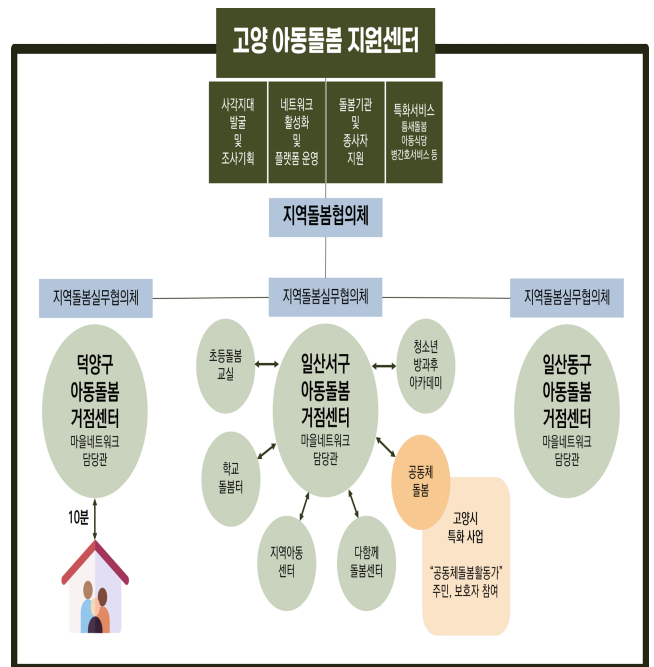 고양 아동돌봄 지원센터
사각지대
발굴
및
조사기획
네트워크
활성화
및
플랫폼 운영
돌봄기관
및
종사자
지원
특화서비스
틈새돌봄
아동식당
병간호서비스 등
지역돌봄협의체
지역돌봄실무협의체
지역돌봄실무협의체
지역돌봄실무협의체
덕양구
아동돌봄
거점센터
마을네트워크
담당관
10분
초등돌봄
교실
일산서구
아동돌봄
거점센터
마을네트워크
담당관
청소년
방과후
아카데미
학교
돌봄터
지역아동
센터
다함께
돌봄센터
공동체
돌봄
고양시
특화 사업
“공동체돌봄활동가”
주민, 보호자 참여
일산동구
아동돌봄
거점센터
마을네트워크
담당관